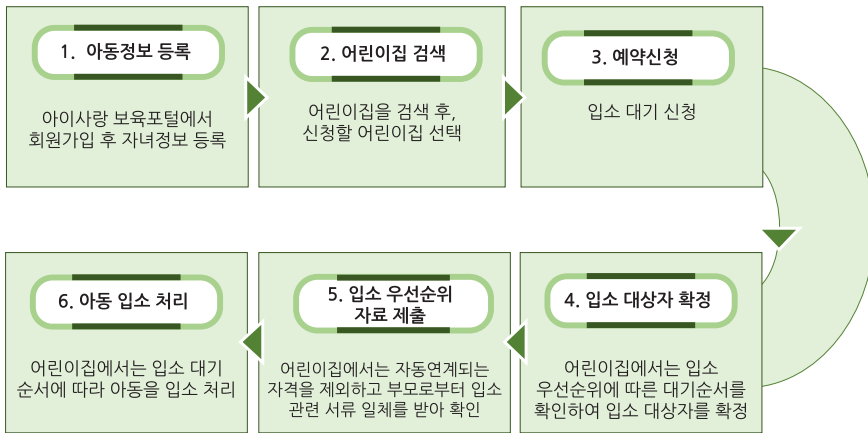 1. 아동정보 등록
아이사랑 보육포털에서
회원가입 후 자녀정보 등록
2. 어린이집 검색
어린이집을 검색 후,
신청할 어린이집 선택
3. 예약신청
입소 대기 신청
4. 입소 대상자 확정
어린이집에서는 입소
우선순위에 따른 대기순서를
확인하여 입소 대상자를 확정
5. 입소 우선순위
자료 제출
어린이집에서는 자동연계되는
자격을 제외하고 부모로부터 입소
관련 서류 일체를 받아 확인
6. 아동 입소 처리
어린이집에서는 입소 대기
순서에 따라 아동을 입소 처리